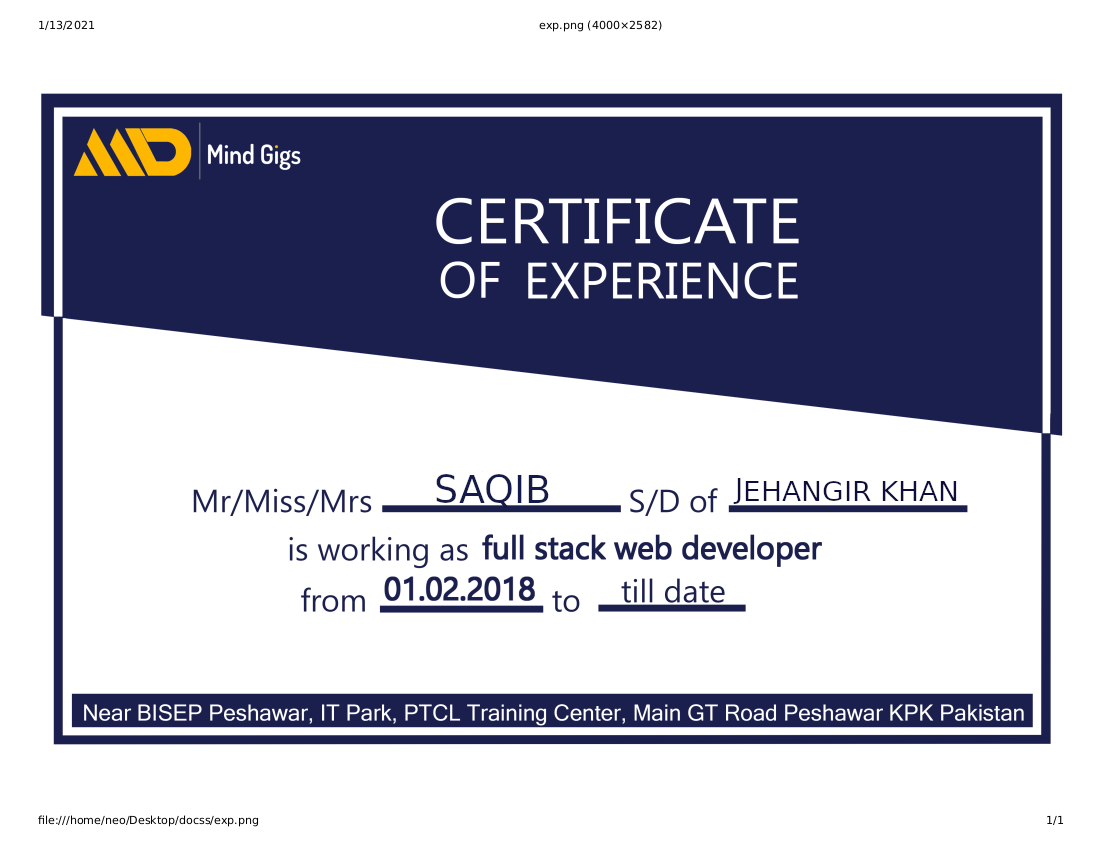 1/13/2021 exp.png (4000×2582)
Mind Gigs
CERTIFICATE
OF EXPERIENCE
Mr/Miss/Mrs SAQIB S/D of JEHANGIR KHAN
is working as full stack web developer
from 01.02.2018 to till date
Near BISEP Peshawar, IT Park, PTCL Training Center, Main GT Road Peshawar KPK Pakistan
file:///home/neo/Desktop/docss/exp.png 1/1